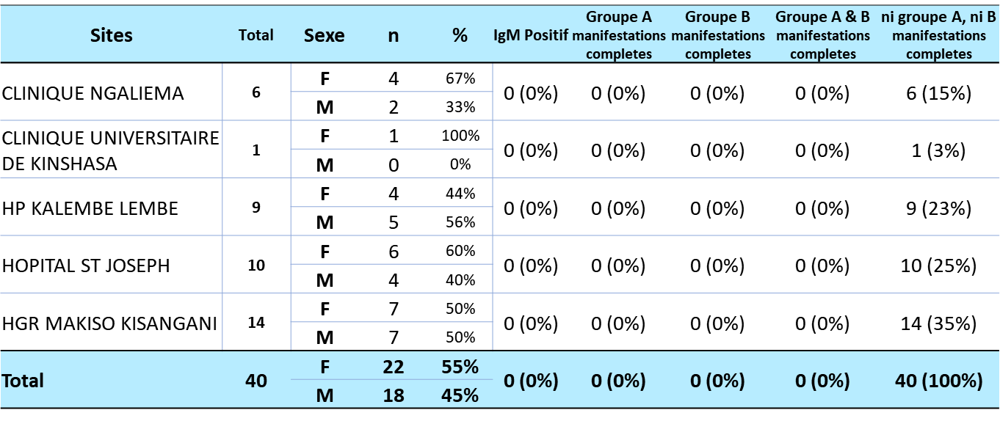 Sites Total Sexe n % IgM Positif Groupe A manifestations completes Groupe B manifestations completes Groupe A & B manifestations completes ni groupe A, ni B manifestations completes
CLINIQUE NGALIEMA 6 F 4 67% 0 (0%) 0 (0%) 0 (0%) 0 (0%) 6 (15%)
M 2 33%
CLINIQUE UNIVERSITAIRE
DE KINSHASA 1 F 1 100% 0 (0%) 0 (0%) 0 (0%) 0 (0%) 1 (3%)
M 0 0%
HP KALEMBE LEMBE 9 F 4 44% 0 (0%) 0 (0%) 0 (0%) 0 (0%) 9 (23%)
M 5 56%
HOPITAL ST JOSEPH 10 F 6 60% 0 (0%) 0 (0%) 0 (0%) 0 (0%) 10 (25%)
M 4 40%
HGR MAKISO KISANGANI 14 F 7 50% 0 (0%) 0 (0%) 0 (0%) 0 (0%) 14 (35%)
M 7 50%
Total 40 F 22 55% 0 (0%) 0 (0%) 0 (0%) 0 (0%) 40 (100%)
M 18 45%